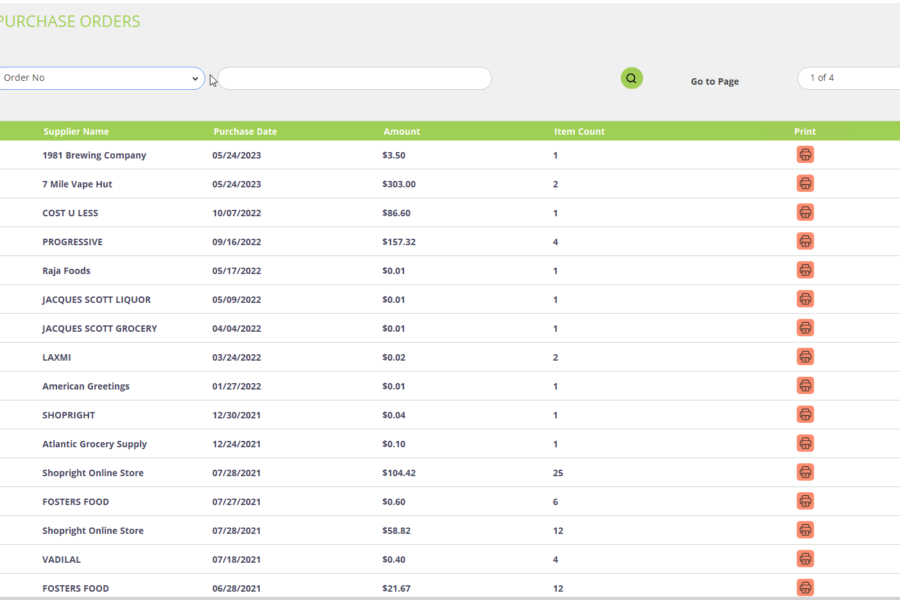 PURCHASE ORDERS
Order No
Go to Page
1 of 4
Supplier Name Purchase Date Amount Item Count Print
1981 Brewing Company 05/24/2023 $3.50 1
7 Mile Vape Hut 05/24/2023 $303.00 2
COST U LESS 10/07/2022 $86.60 1
PROGRESSIVE 09/16/2022 $157.32 4
Raja Foods 05/17/2022 $0.01 1
JACQUES SCOTT LIQUOR 05/09/2022 $0.01 1
JACQUES SCOTT GROCERY 04/04/2022 $0.01 1
LAXMI 03/24/2022 $0.02 2
American Greetings 01/27/2022 $0.01 1
SHOPRIGHT 12/30/2021 $0.04 1
Atlantic Grocery Supply 12/24/2021 $0.10 1
Shopright Online Store 07/28/2021 $104.42 25
FOSTERS FOOD 07/27/2021 $0.60 6
Shopright Online Store 07/28/2021 $58.82 12
VADILAL 07/18/2021 $0.40 4
FOSTERS FOOD 06/28/2021 $21.67 12